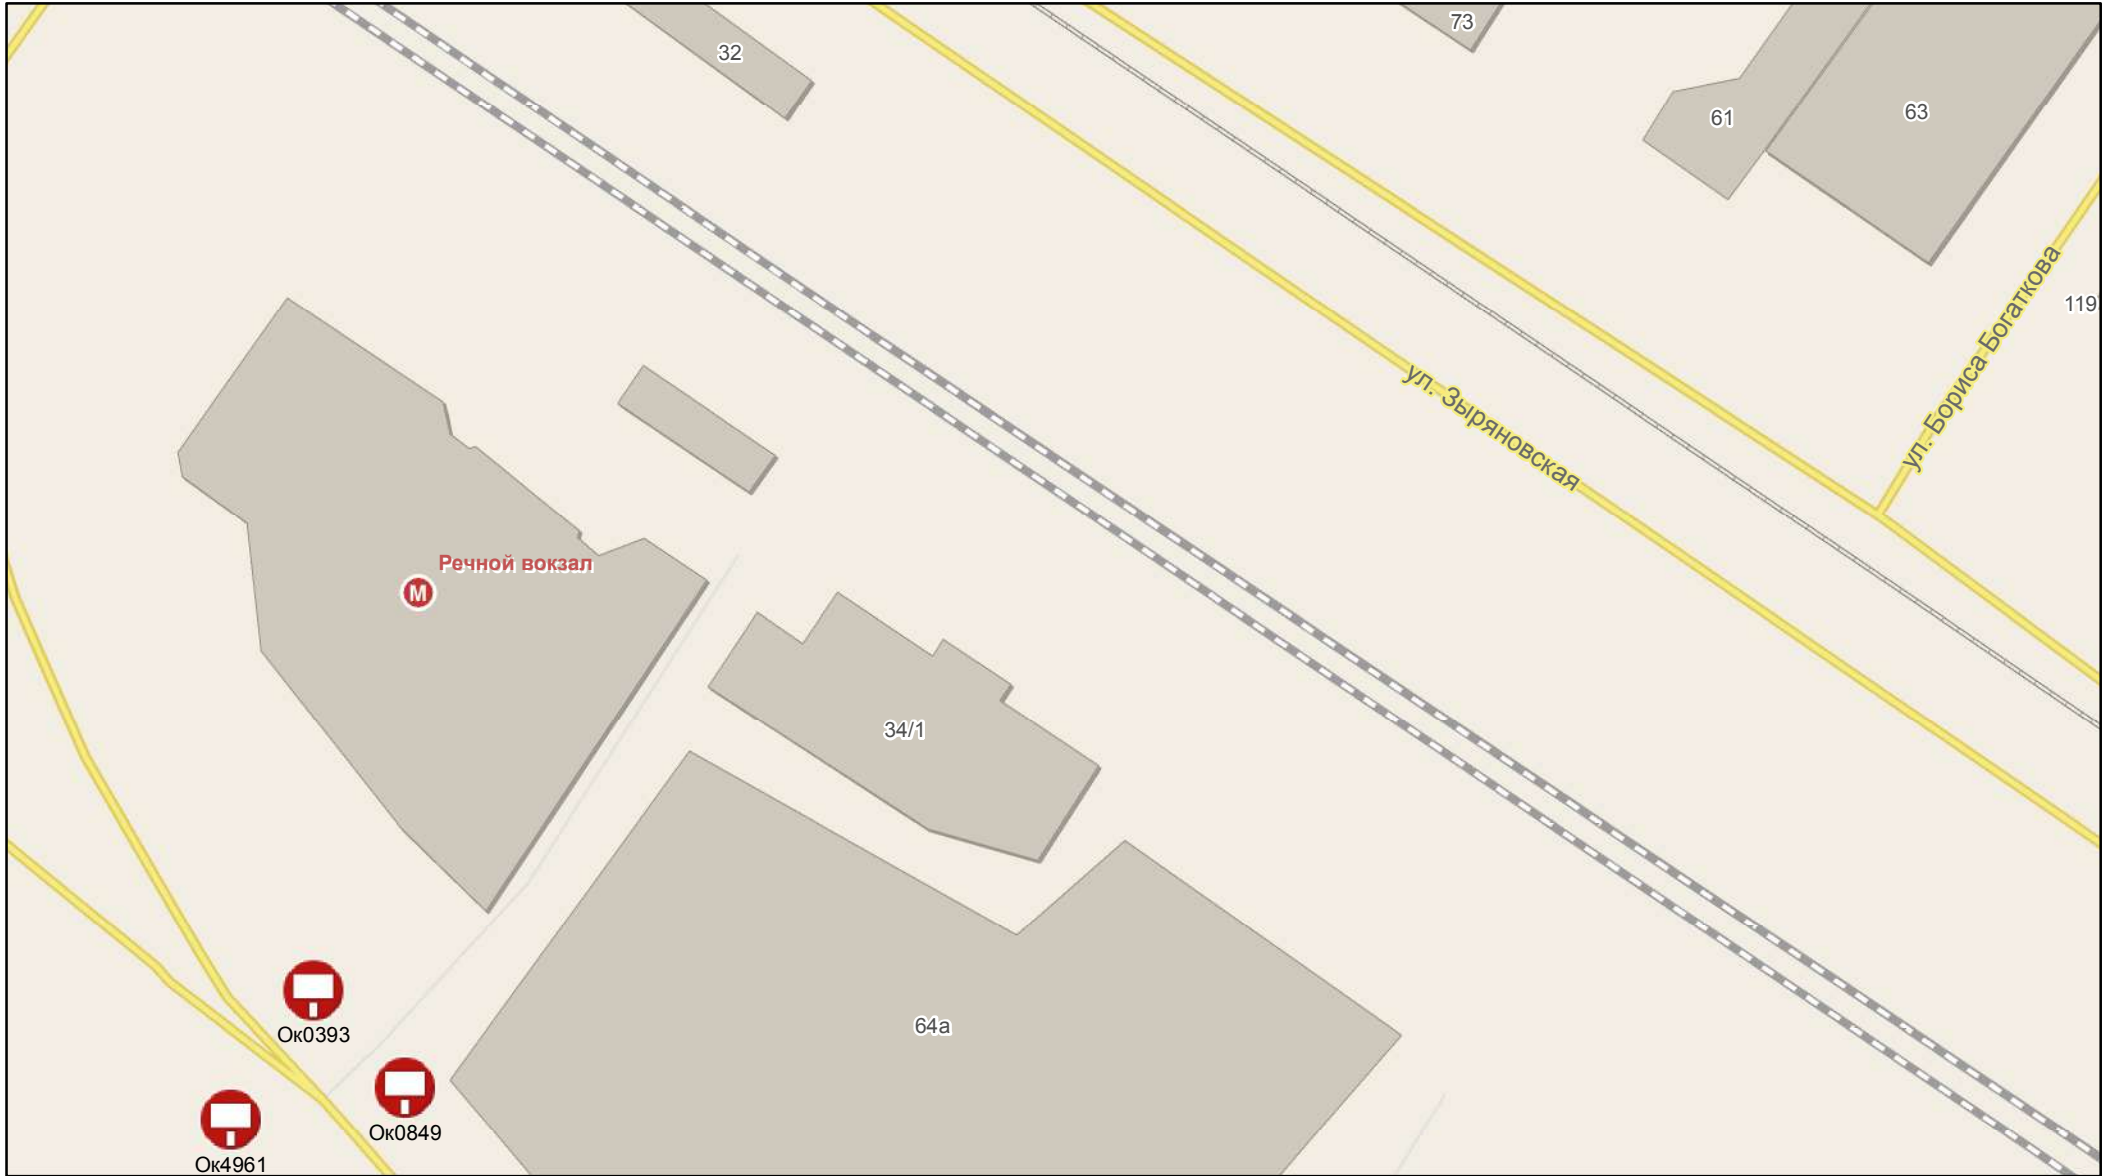 73
32
63
61
ул. Бориса Богаткова
119
ул. Зыряновская
Речной вокзал
М
34/1
64а
Ок0393
Ок0849
Ок4961